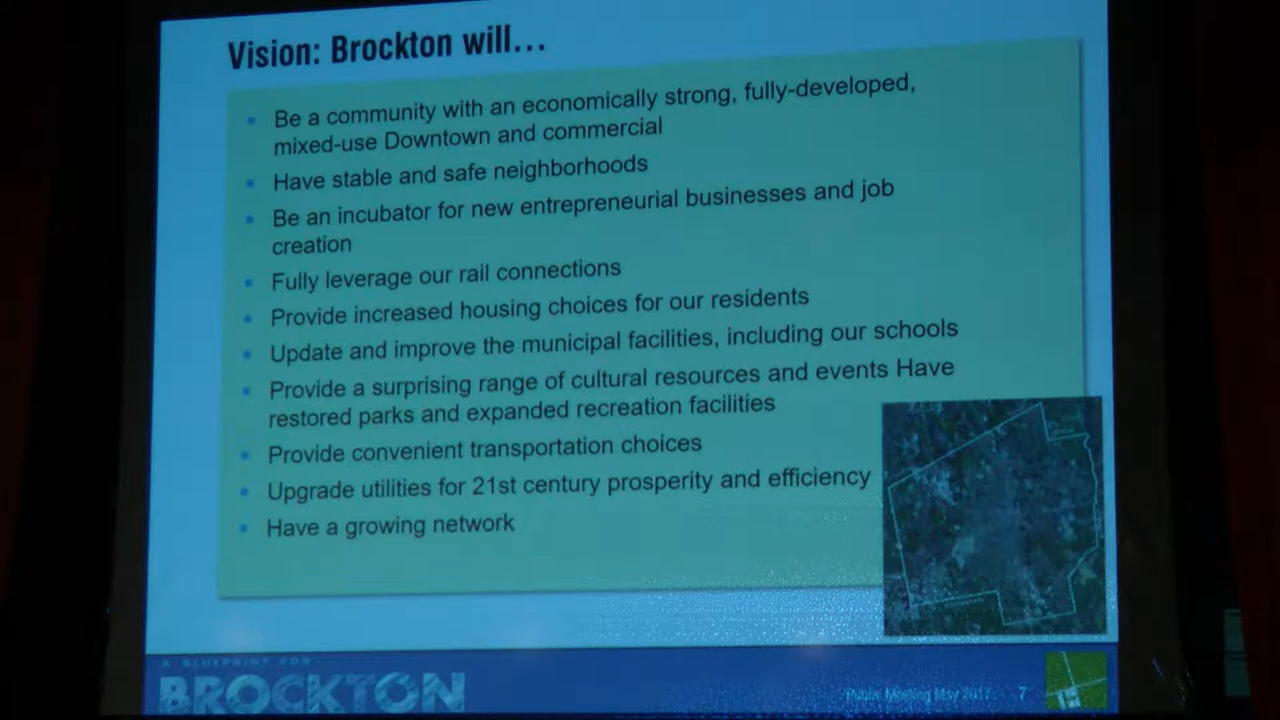 Vision: Brockton will...
Be a community with an economically strong, fully-developed,
mixed-use Downtown and commercial
Have stable and safe neighborhoods
Be an incubator for new entrepreneurial businesses and job
creation
Fully leverage our rail connections
Provide increased housing choices for our residents
Update and improve the municipal facilities, including our schools
Provide a surprising range of cultural resources and events Have
restored parks and expanded recreation facilities
Provide convenient transportation choices
Upgrade utilities for 21st century prosperity and efficiency
Have a growing network
A BLUEPRINT FOR
BROCKTON
Public Meeting May 2017 7